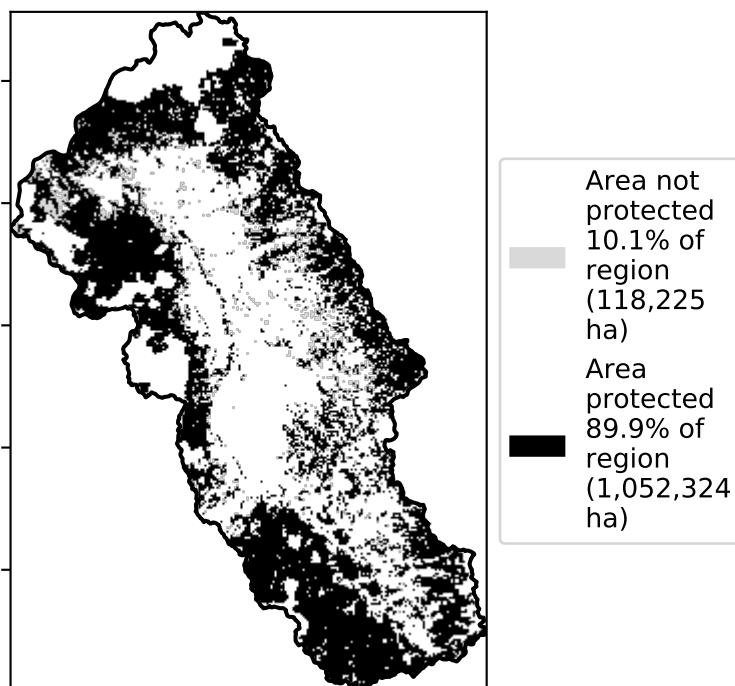 Area not
protected
10.1% of
region
(118,225
ha)
Area
protected
89.9% of
region
(1,052,324
ha)